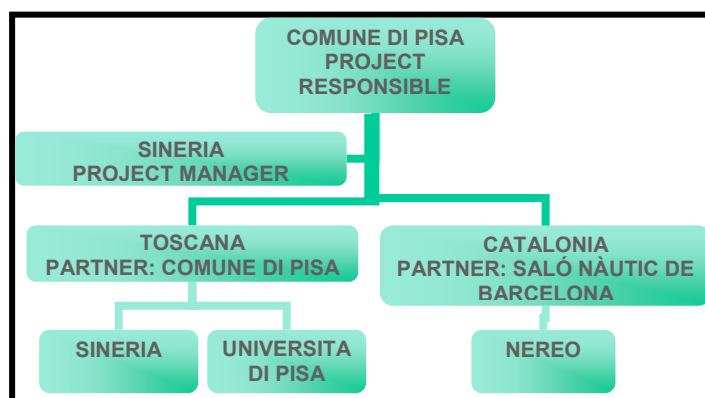 COMUNE DI PISA
PROJECT
RESPONSIBLE
SINERIA
PROJECT MANAGER
TOSCANA
PARTNER: COMUNE DI PISA
CATALONIA
PARTNER: SALÓ NÀUTIC DE
BARCELONA
SINERIA
UNIVERSITA
DI PISA
NEREO